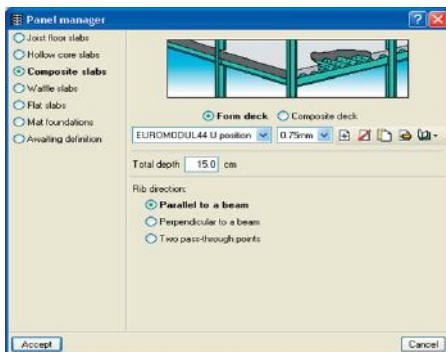 Panel manager
Joist floor slabs
Hollow core slabs
Composite slabs
Waffle slabs
Flat slabs
Mat foundations
Awaiting definition
Form deck Composite deck
EUROMODUL44 U position 0.75mm
Total depth 15.0 cm
Rib direction:
Parallel to a beam
Perpendicular to a beam
Two pass-through points
Accept Cancel